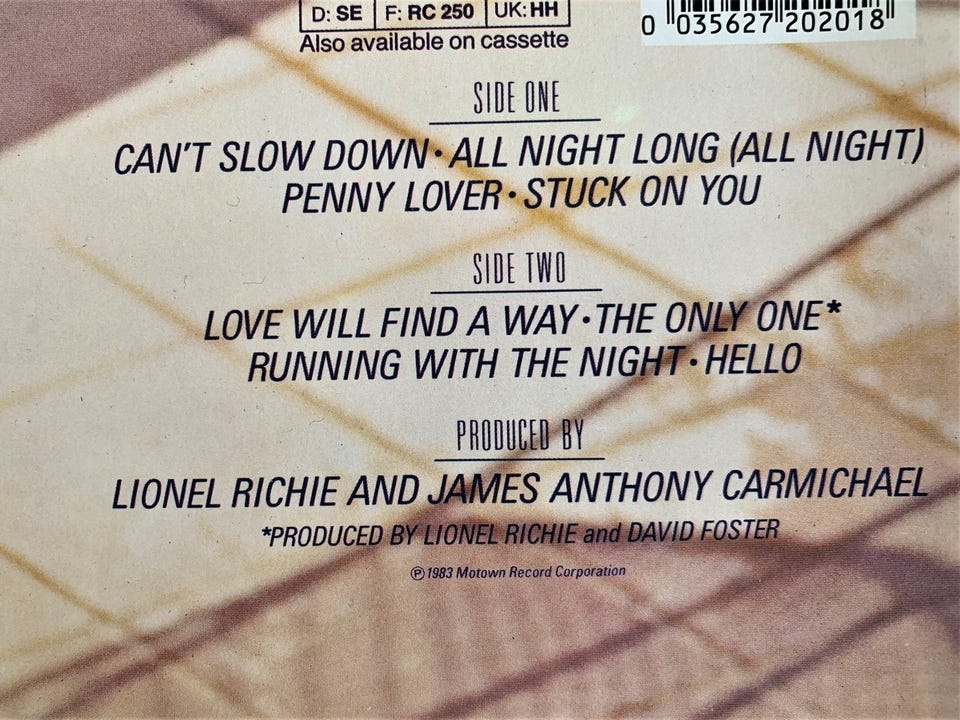 D: SE F: RC 250 UK: HH
0 035627 202018
Also available on cassette
SIDE ONE
CAN'T SLOW DOWN · ALL NIGHT LONG (ALL NIGHT)
PENNY LOVER · STUCK ON YOU
SIDE TWO
LOVE WILL FIND A WAY · THE ONLY ONE*
RUNNING WITH THE NIGHT · HELLO
PRODUCED BY
LIONEL RICHIE AND JAMES ANTHONY CARMICHAEL
*PRODUCED BY LIONEL RICHIE and DAVID FOSTER
℗ 1983 Motown Record Corporation